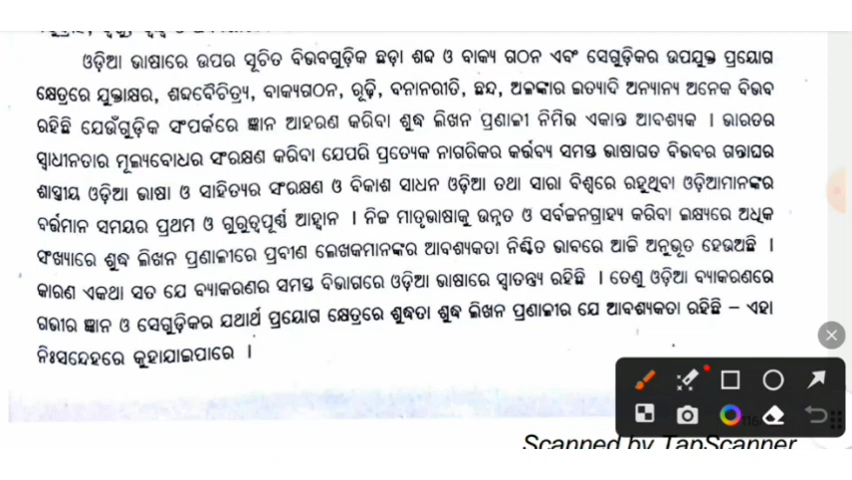 ଓଡ଼ିଆ ଭାଷାରେ ଉପର ସୂଚିତ ବିଭବଗୁଡ଼ିକ ଛଡ଼ା ଶବ୍ଦ ଓ ବାକ୍ୟ ଗଠନ ଏବଂ ସେଗୁଡ଼ିକର ଉପଯୁକ୍ତ ପ୍ରୟୋଗ
କ୍ଷେତ୍ରରେ ଯୁକ୍ତାକ୍ଷର, ଶବ୍ଦବୈଚିତ୍ର୍ୟ, ବାକ୍ୟଗଠନ, ରୂଢ଼ି, ବନାନରୀତି, ଛନ୍ଦ, ଅଳଙ୍କାର ଇତ୍ୟାଦି ଅନ୍ୟାନ୍ୟ ଅନେକ ବିଭବ
ରହିଛି ଯେଉଁଗୁଡ଼ିକ ସଂପର୍କରେ ଜ୍ଞାନ ଆହରଣ କରିବା ଶୁଦ୍ଧ ଲିଖନ ପ୍ରଣାଳୀ ନିମିତ୍ତ ଏକାନ୍ତ ଆବଶ୍ୟକ । ଭାରତର
ସ୍ୱାଧୀନତାର ମୂଲ୍ୟବୋଧର ସଂରକ୍ଷଣ କରିବା ଯେପରି ପ୍ରତ୍ୟେକ ନାଗରିକର କର୍ତ୍ତବ୍ୟ ସମସ୍ତ ଭାଷାଗତ ବିଭବର ଗନ୍ତାଘର
ଶାସ୍ତ୍ରୀୟ ଓଡ଼ିଆ ଭାଷା ଓ ସାହିତ୍ୟର ସଂରକ୍ଷଣ ଓ ବିକାଶ ସାଧନ ଓଡ଼ିଆ ତଥା ସାରା ବିଶ୍ୱରେ ରହୁଥିବା ଓଡ଼ିଆମାନଙ୍କର
ବର୍ତ୍ତମାନ ସମୟର ପ୍ରଥମ ଓ ଗୁରୁତ୍ୱପୂର୍ଣ୍ଣ ଆହ୍ୱାନ । ନିଜ ମାତୃଭାଷାକୁ ଉନ୍ନତ ଓ ସର୍ବଜନଗ୍ରାହ୍ୟ କରିବା ଲକ୍ଷ୍ୟରେ ଅଧିକ
ସଂଖ୍ୟାରେ ଶୁଦ୍ଧ ଲିଖନ ପ୍ରଣାଳୀରେ ପ୍ରବୀଣ ଲେଖକମାନଙ୍କର ଆବଶ୍ୟକତା ନିଶ୍ଚିତ ଭାବରେ ଆଜି ଅନୁଭୂତ ହେଉଅଛି ।
କାରଣ ଏକଥା ସତ ଯେ ବ୍ୟାକରଣର ସମସ୍ତ ବିଭାଗରେ ଓଡ଼ିଆ ଭାଷାରେ ସ୍ୱାତନ୍ତ୍ର୍ୟ ରହିଛି । ତେଣୁ ଓଡ଼ିଆ ବ୍ୟାକରଣରେ
ଗଭୀର ଜ୍ଞାନ ଓ ସେଗୁଡ଼ିକର ଯଥାର୍ଥ ପ୍ରୟୋଗ କ୍ଷେତ୍ରରେ ଶୁଦ୍ଧତା ଶୁଦ୍ଧ ଲିଖନ ପ୍ରଣାଳୀର ଯେ ଆବଶ୍ୟକତା ରହିଛି – ଏହା
ନିଃସନ୍ଦେହରେ କୁହାଯାଇପାରେ ।
Scanned by TapScanner